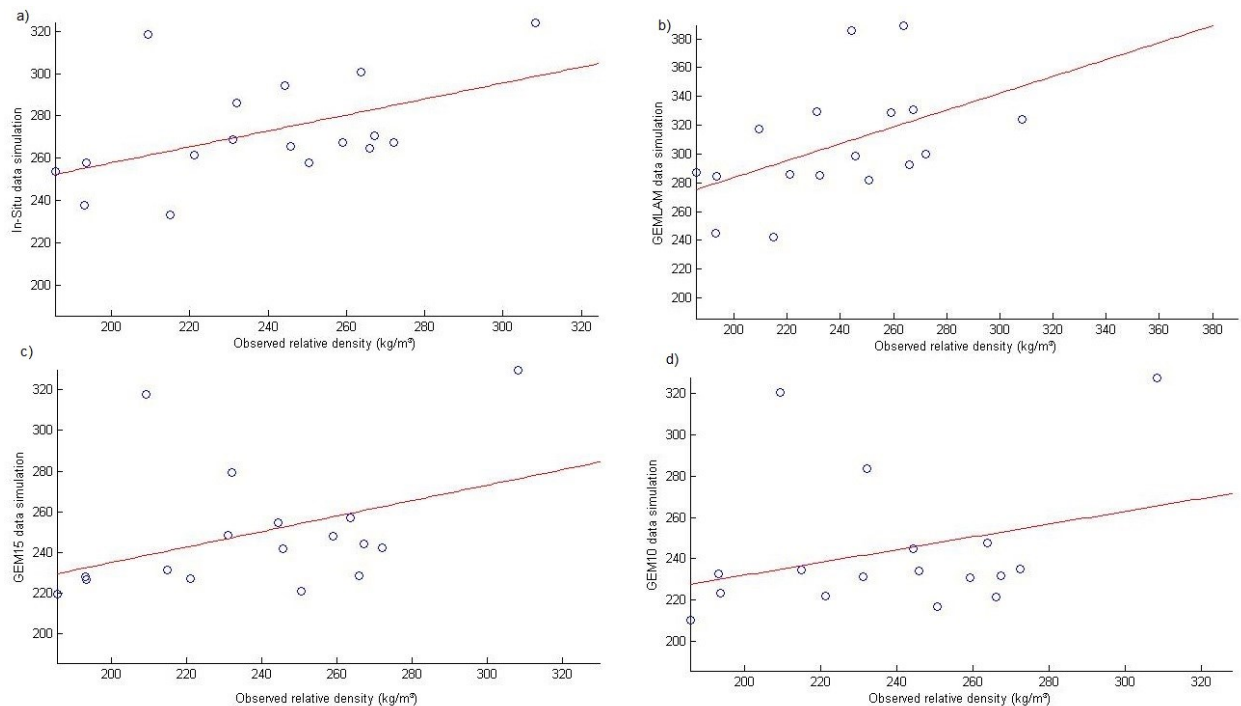 a)
320
300
280
260
240
220
200
In-Situ data simulation
200 220 240 260 280 300 320
Observed relative density (kg/m³)
b)
380
360
340
320
300
280
260
240
220
200
GEMLAM data simulation
200 220 240 260 280 300 320 340 360 380
Observed relative density (kg/m³)
c)
320
300
280
260
240
220
200
GEM15 data simulation
200 220 240 260 280 300 320
Observed relative density (kg/m³)
d)
320
300
280
260
240
220
200
GEM10 data simulation
200 220 240 260 280 300 320
Observed relative density (kg/m³)